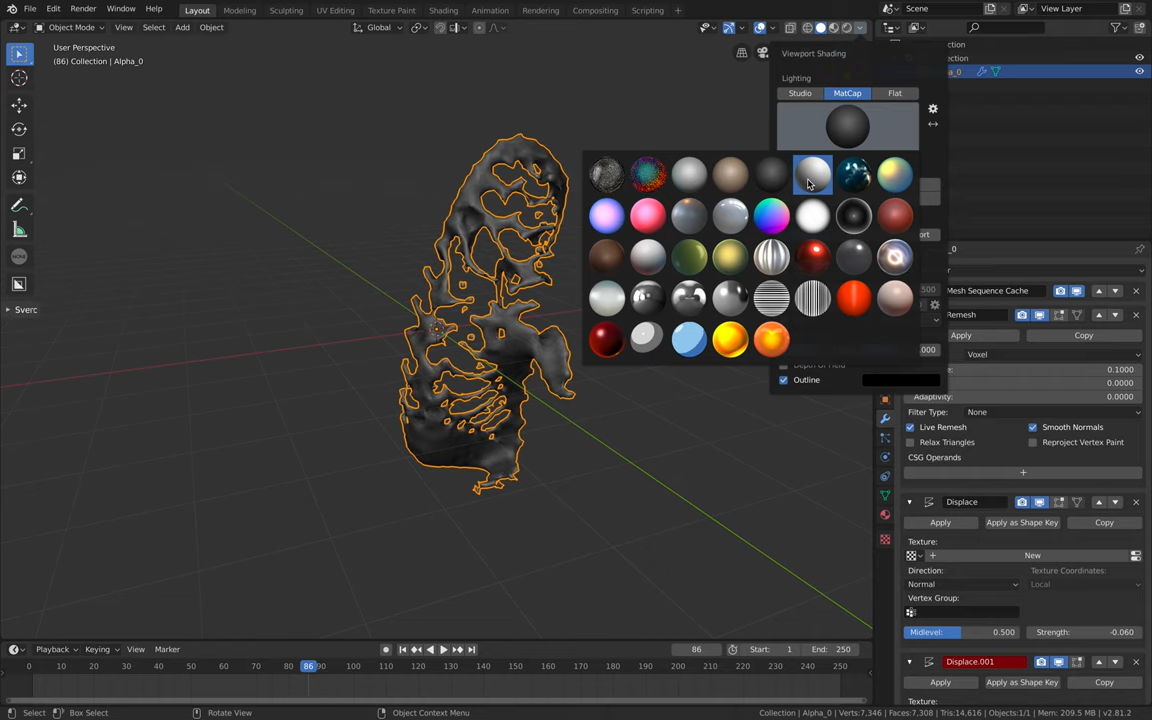 File Edit Render Window Help Layout Modeling Sculpting UV Editing Texture Paint Shading Animation Rendering Compositing Scripting + Scene View Layer
View Select Add Object Global
User Perspective
(86) Collection | Alpha_0
Viewport Shading
Lighting
Studio MatCap Flat
Mesh Sequence Cache
Remesh
Apply Copy
Voxel
0.1000
0.0000
Adaptivity 0.0000
Filter Type: None
Live Remesh Smooth Normals
Relax Triangles Reproject Vertex Paint
CSG Operands
+
Outline
Displace
Apply Apply as Shape Key Copy
Texture:
+ New
Direction: Texture Coordinates:
Normal Local
Vertex Group:
Midlevel: 0.500 Strength: -0.060
Displace.001
Apply Apply as Shape Key Copy
Texture:
Playback Keying View Marker 86 Start: 1 End: 250
0 10 20 30 40 50 60 70 80 86 90 100 110 120 130 140 150 160 170 180 190 200 210 220 230 240 250
Select Box Select Rotate View Object Context Menu Collection | Alpha_0 | Verts:7,346 | Faces:7,308 | Tris:14,616 | Objects:1/1 | Mem: 209.5 MiB | v2.81.2